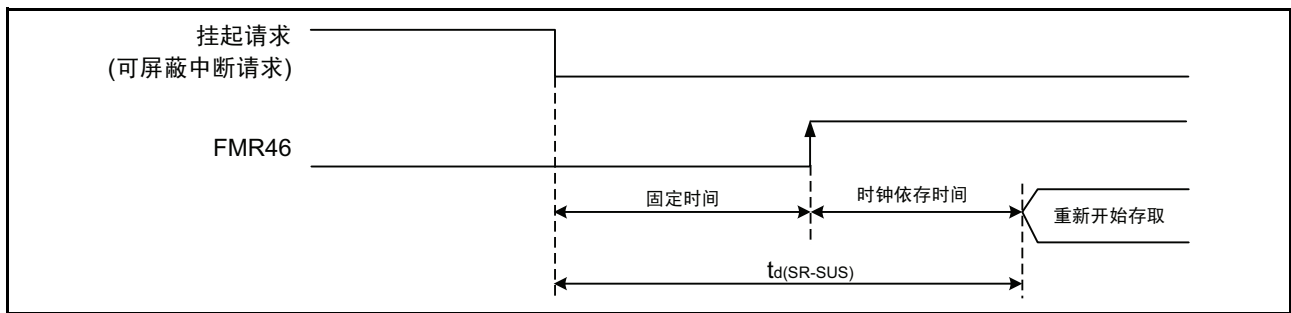 挂起请求
(可屏蔽中断请求)
FMR46
固定时间
时钟依存时间
重新开始存取
td(SR-SUS)